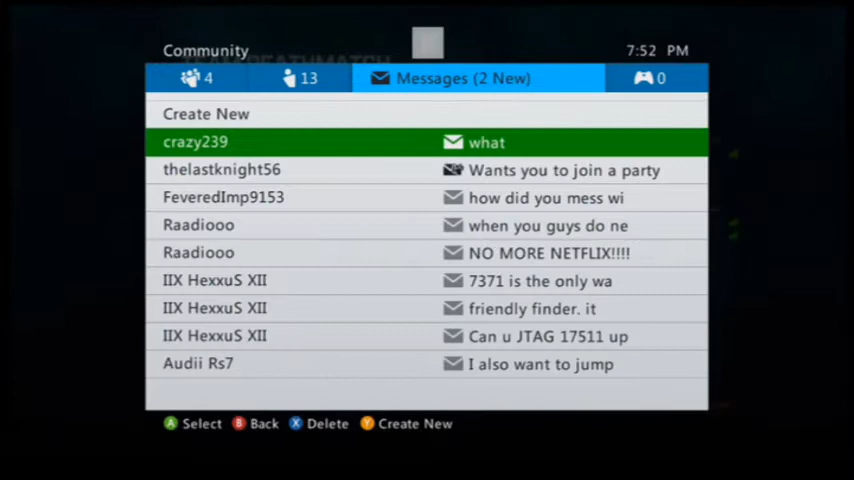 TEAM DEATHMATCH
Community
7:52 PM
4
13
Messages (2 New)
0
Create New
crazy239 what
thelastknight56 Wants you to join a party
FeveredImp9153 how did you mess wi
Raadiooo when you guys do ne
Raadiooo NO MORE NETFLIX!!!!
IIX HexxuS XII 7371 is the only wa
IIX HexxuS XII friendly finder. it
IIX HexxuS XII Can u JTAG 17511 up
Audii Rs7 I also want to jump
A Select B Back X Delete Y Create New